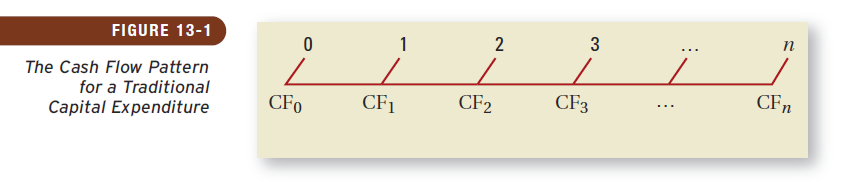 FIGURE 13-1
The Cash Flow Pattern
for a Traditional
Capital Expenditure
0 1 2 3 … n
CF0 CF1 CF2 CF3 … CFn